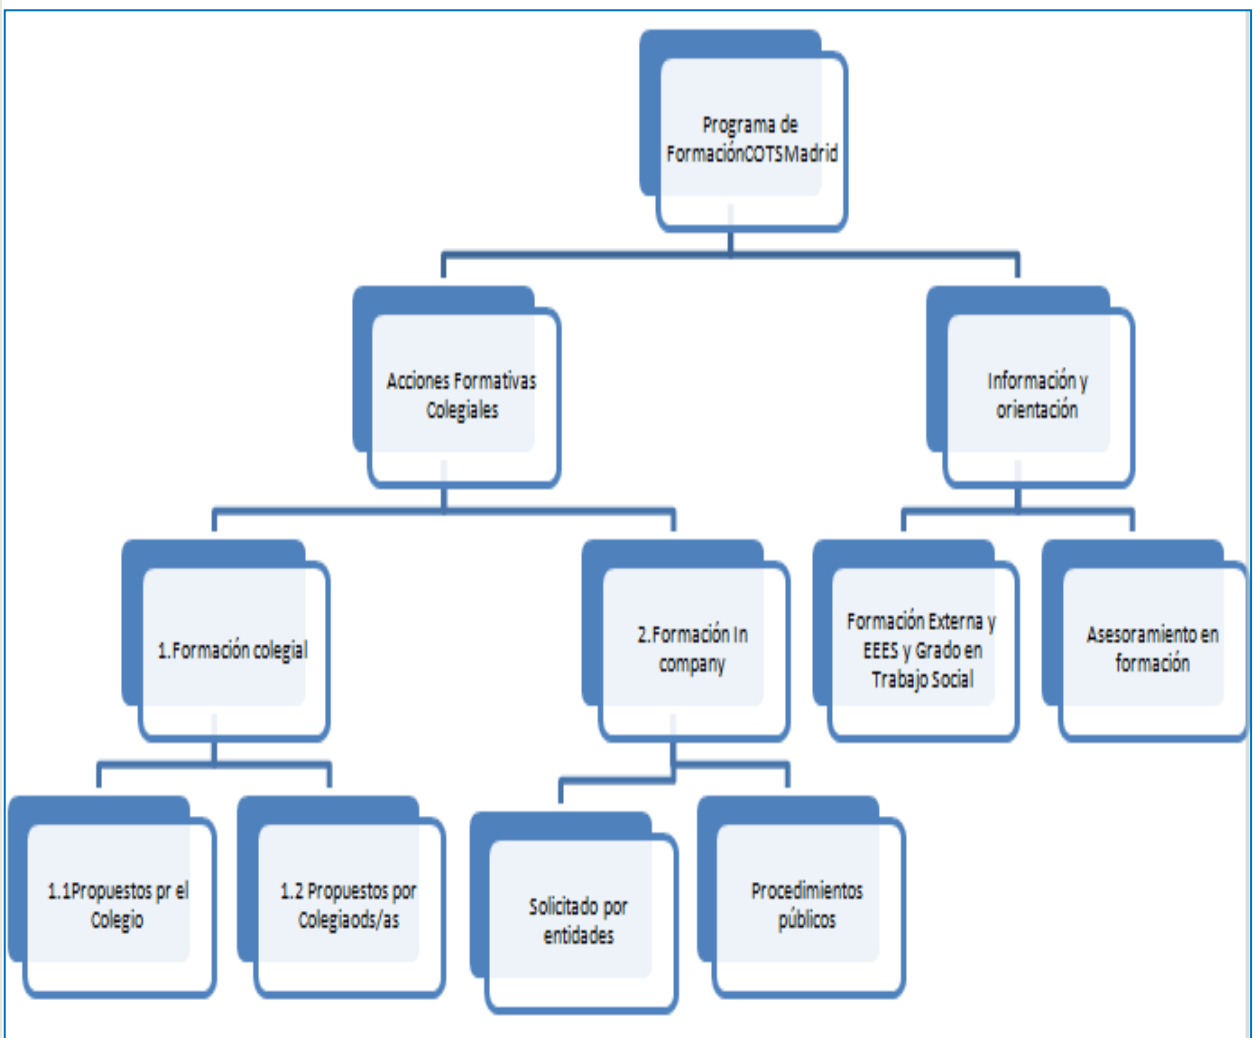 Programa de
FormaciónCOTSMadrid
Acciones Formativas
Colegiales
Información y
orientación
1.Formación colegial
2.Formación In
company
Formación Externa y
EEES y Grado en
Trabajo Social
Asesoramiento en
formación
1.1Propuestos pr el
Colegio
1.2 Propuestos por
Colegiaods/as
Solicitado por
entidades
Procedimientos
públicos